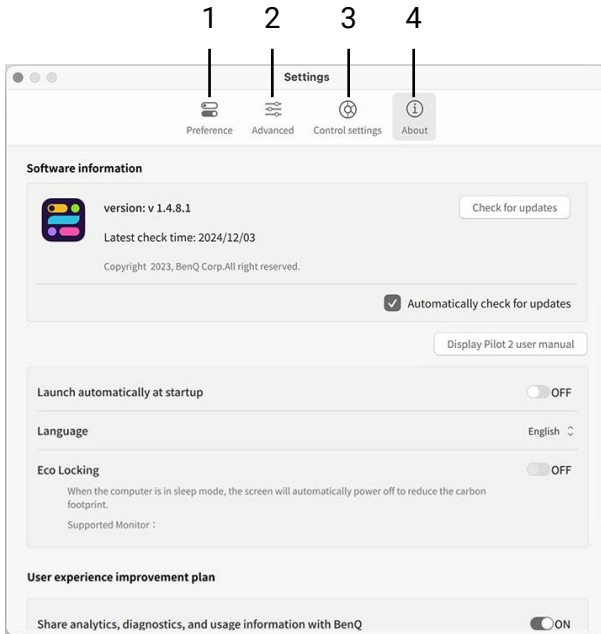 1 2 3 4
Settings
Preference Advanced Control settings About
Software information
version: v 1.4.8.1 Check for updates
Latest check time: 2024/12/03
Copyright 2023, BenQ Corp.All right reserved.
Automatically check for updates
Display Pilot 2 user manual
Launch automatically at startup OFF
Language English
Eco Locking OFF
When the computer is in sleep mode, the screen will automatically power off to reduce the carbon
footprint.
Supported Monitor :
User experience improvement plan
Share analytics, diagnostics, and usage information with BenQ ON